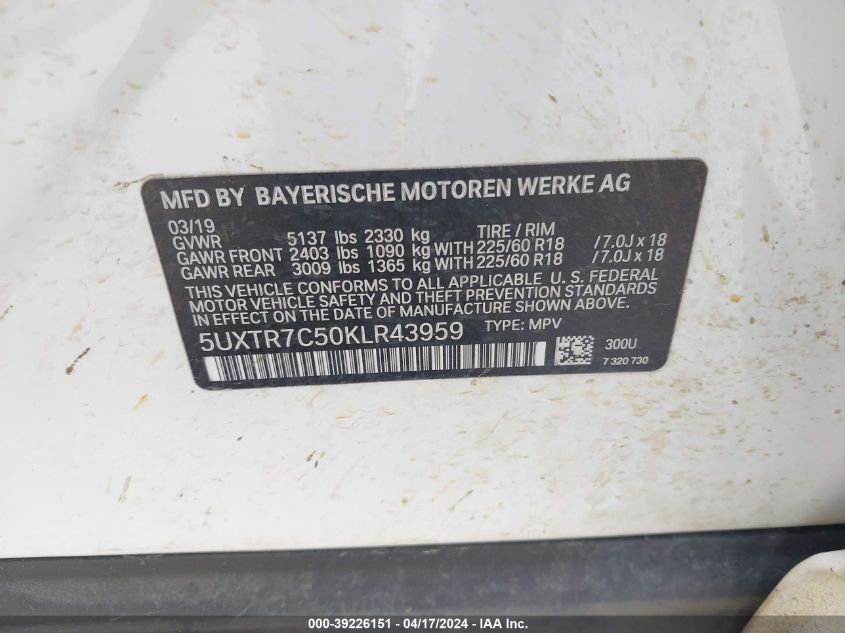 MFD BY BAYERISCHE MOTOREN WERKE AG
03/19 TIRE / RIM
GVWR 5137 lbs 2330 kg
GAWR FRONT 2403 lbs 1090 kg WITH 225/60 R18 / 7.0J x 18
GAWR REAR 3009 lbs 1365 kg WITH 225/60 R18 / 7.0J x 18
THIS VEHICLE CONFORMS TO ALL APPLICABLE U. S. FEDERAL
MOTOR VEHICLE SAFETY AND THEFT PREVENTION STANDARDS
IN EFFECT ON THE DATE OF MANUFACTURE SHOWN ABOVE.
5UXTR7C50KLR43959 TYPE: MPV
300U
7 320 730
000-39226151 - 04/17/2024 - IAA Inc.